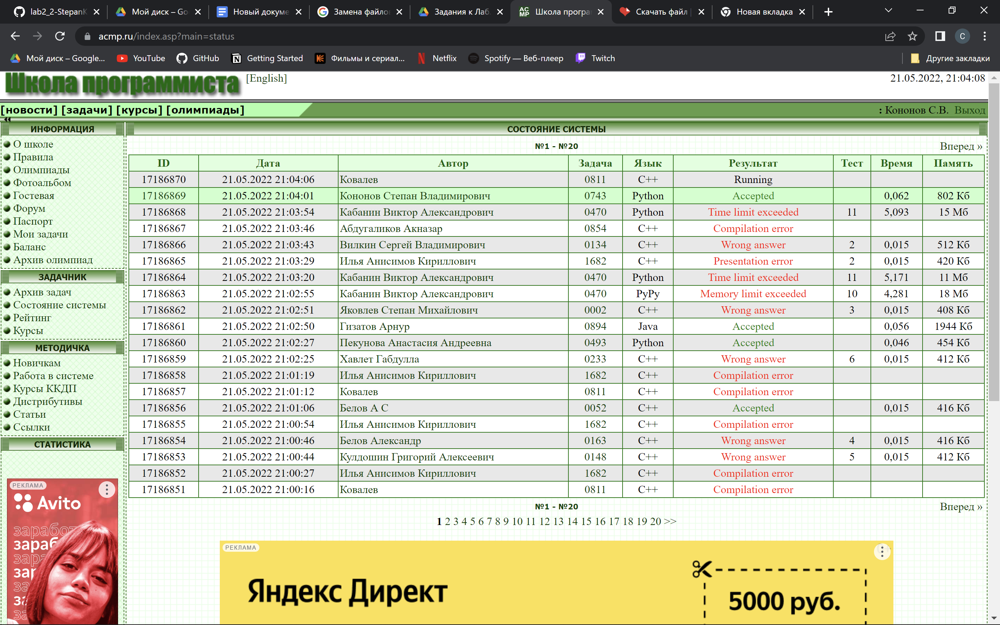 lab2_2-StepanK
Мой диск – Go
Новый докуме
Замена файлов
Задания к Лаб.
Школа програ
Скачать файл |
Новая вкладка
acmp.ru/index.asp?main=status
C
Мой диск – Google...
YouTube
GitHub
Getting Started
Фильмы и сериал...
Netflix
Spotify — Веб-плеер
Twitch
Другие закладки
Школа программиста [English] 21.05.2022, 21:04:08
[новости] [задачи] [курсы] [олимпиады] : Кононов С.В. Выход
ИНФОРМАЦИЯ
О школе
Правила
Олимпиады
Фотоальбом
Гостевая
Форум
Паспорт
Мои задачи
Баланс
Архив олимпиад
ЗАДАЧНИК
Архив задач
Состояние системы
Рейтинг
Курсы
МЕТОДИЧКА
Новичкам
Работа в системе
Курсы ККДП
Дистрибутивы
Статьи
Ссылки
СТАТИСТИКА
РЕКЛАМА
Avito
заработ
зараб
зара
зар
за
за
за
СОСТОЯНИЕ СИСТЕМЫ
№1 - №20 Вперед »
ID Дата Автор Задача Язык Результат Тест Время Память
17186870 21.05.2022 21:04:06 Ковалев 0811 C++ Running
17186869 21.05.2022 21:04:01 Кононов Степан Владимирович 0743 Python Accepted 0,062 802 Кб
17186868 21.05.2022 21:03:54 Кабанин Виктор Александрович 0470 Python Time limit exceeded 11 5,093 15 Мб
17186867 21.05.2022 21:03:46 Абдугаликов Акназар 0854 C++ Compilation error
17186866 21.05.2022 21:03:43 Вилкин Сергей Владимирович 0134 C++ Wrong answer 2 0,015 512 Кб
17186865 21.05.2022 21:03:29 Илья Анисимов Кириллович 1682 C++ Presentation error 2 0,015 420 Кб
17186864 21.05.2022 21:03:20 Кабанин Виктор Александрович 0470 Python Time limit exceeded 11 5,171 11 Мб
17186863 21.05.2022 21:02:55 Кабанин Виктор Александрович 0470 PyPy Memory limit exceeded 10 4,281 18 Мб
17186862 21.05.2022 21:02:51 Яковлев Степан Михайлович 0002 C++ Wrong answer 3 0,015 408 Кб
17186861 21.05.2022 21:02:50 Гизатов Арнур 0894 Java Accepted 0,056 1944 Кб
17186860 21.05.2022 21:02:27 Пекунова Анастасия Андреевна 0493 Python Accepted 0,046 454 Кб
17186859 21.05.2022 21:02:25 Хавлет Габдулла 0233 C++ Wrong answer 6 0,015 412 Кб
17186858 21.05.2022 21:01:19 Илья Анисимов Кириллович 1682 C++ Compilation error
17186857 21.05.2022 21:01:12 Ковалев 0811 C++ Compilation error
17186856 21.05.2022 21:01:06 Белов А С 0052 C++ Accepted 0,015 416 Кб
17186855 21.05.2022 21:00:54 Илья Анисимов Кириллович 1682 C++ Compilation error
17186854 21.05.2022 21:00:46 Белов Александр 0163 C++ Wrong answer 4 0,015 416 Кб
17186853 21.05.2022 21:00:44 Кулдошин Григорий Алексеевич 0148 C++ Wrong answer 5 0,015 412 Кб
17186852 21.05.2022 21:00:27 Илья Анисимов Кириллович 1682 C++ Compilation error
17186851 21.05.2022 21:00:16 Ковалев 0811 C++ Compilation error
№1 - №20 Вперед »
1 2 3 4 5 6 7 8 9 10 11 12 13 14 15 16 17 18 19 20 >>
РЕКЛАМА
Яндекс Директ
5000 руб.